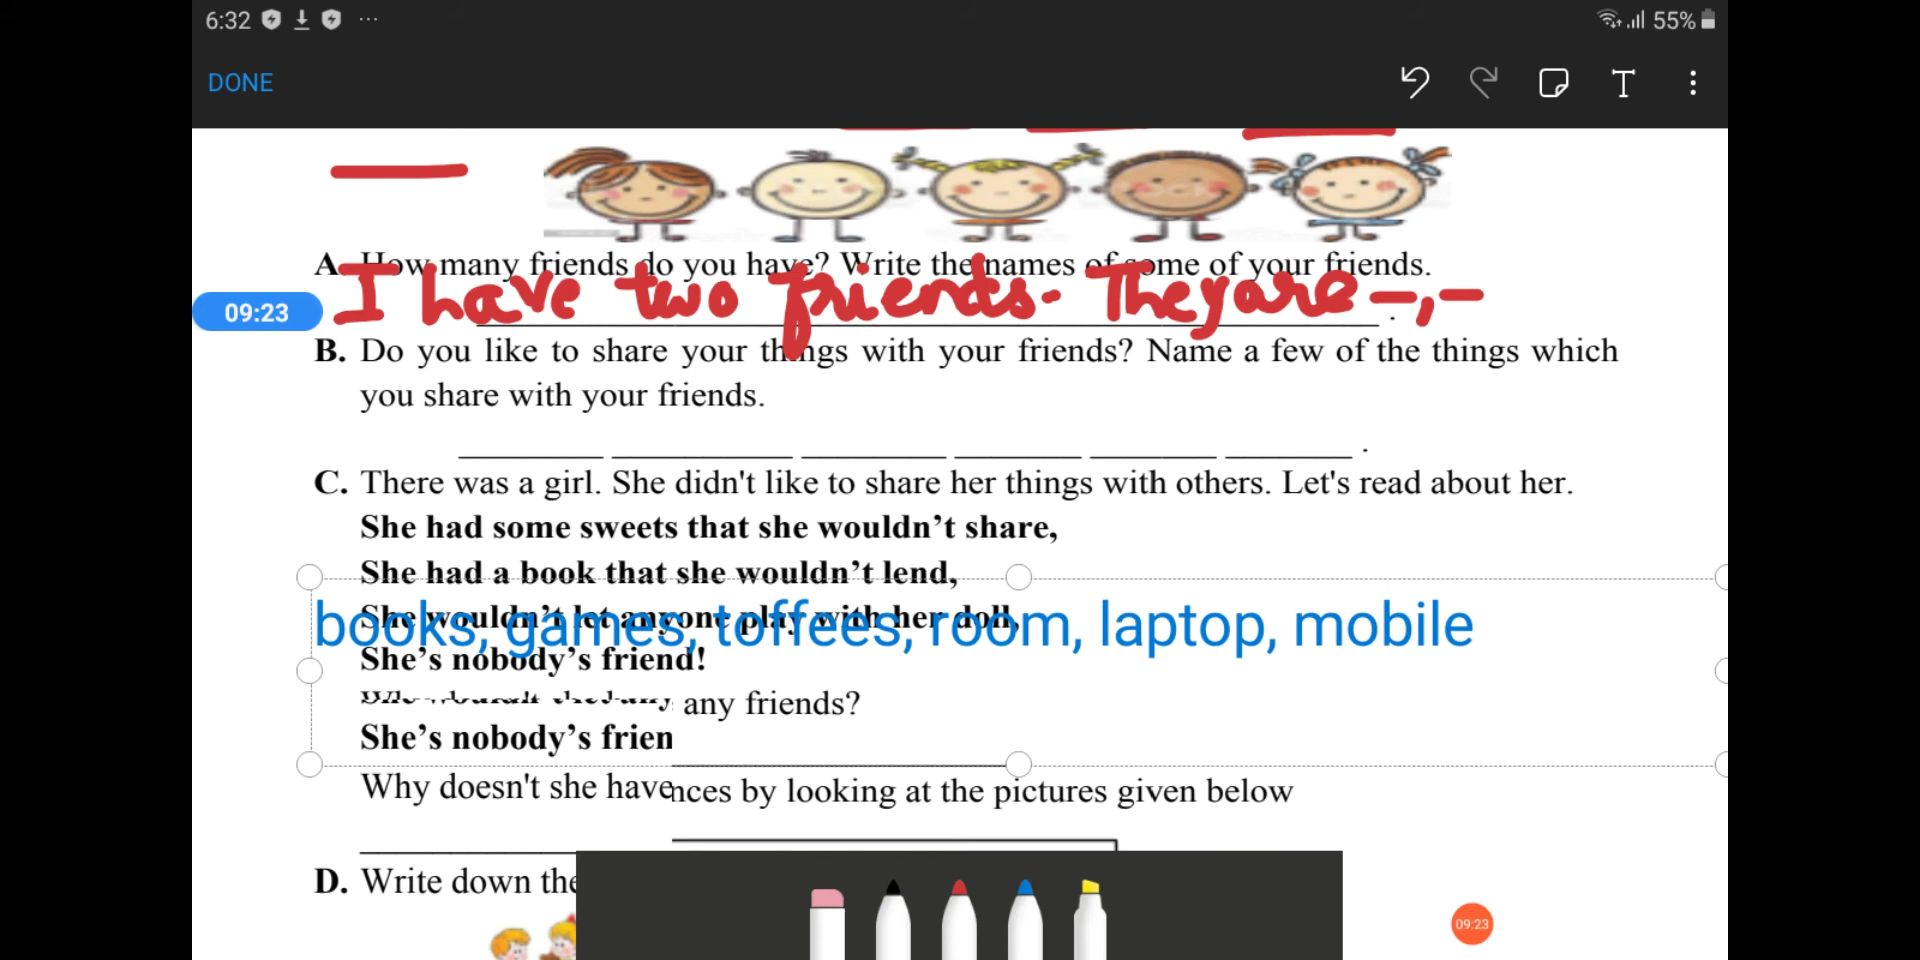 6:32
55%
DONE
A. How many friends do you have? Write the names of some of your friends.
I have two friends. They are –, –
09:23
B. Do you like to share your things with your friends? Name a few of the things which
you share with your friends.
C. There was a girl. She didn't like to share her things with others. Let's read about her.
She had some sweets that she wouldn't share,
She had a book that she wouldn't lend,
She wouldn't let anyone play with her doll,
books, games, toffees, room, laptop, mobile
She's nobody's friend!
any friends?
She's nobody's frien
Why doesn't she have
nces by looking at the pictures given below
D. Write down the
09:23